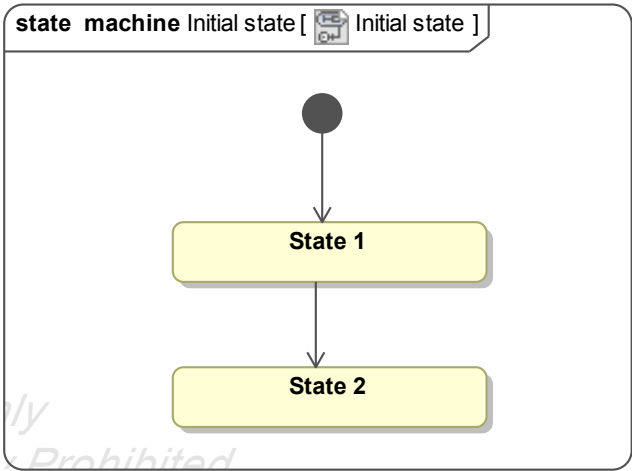 state machine Initial state [ Initial state ]
State 1
State 2
Prohibited